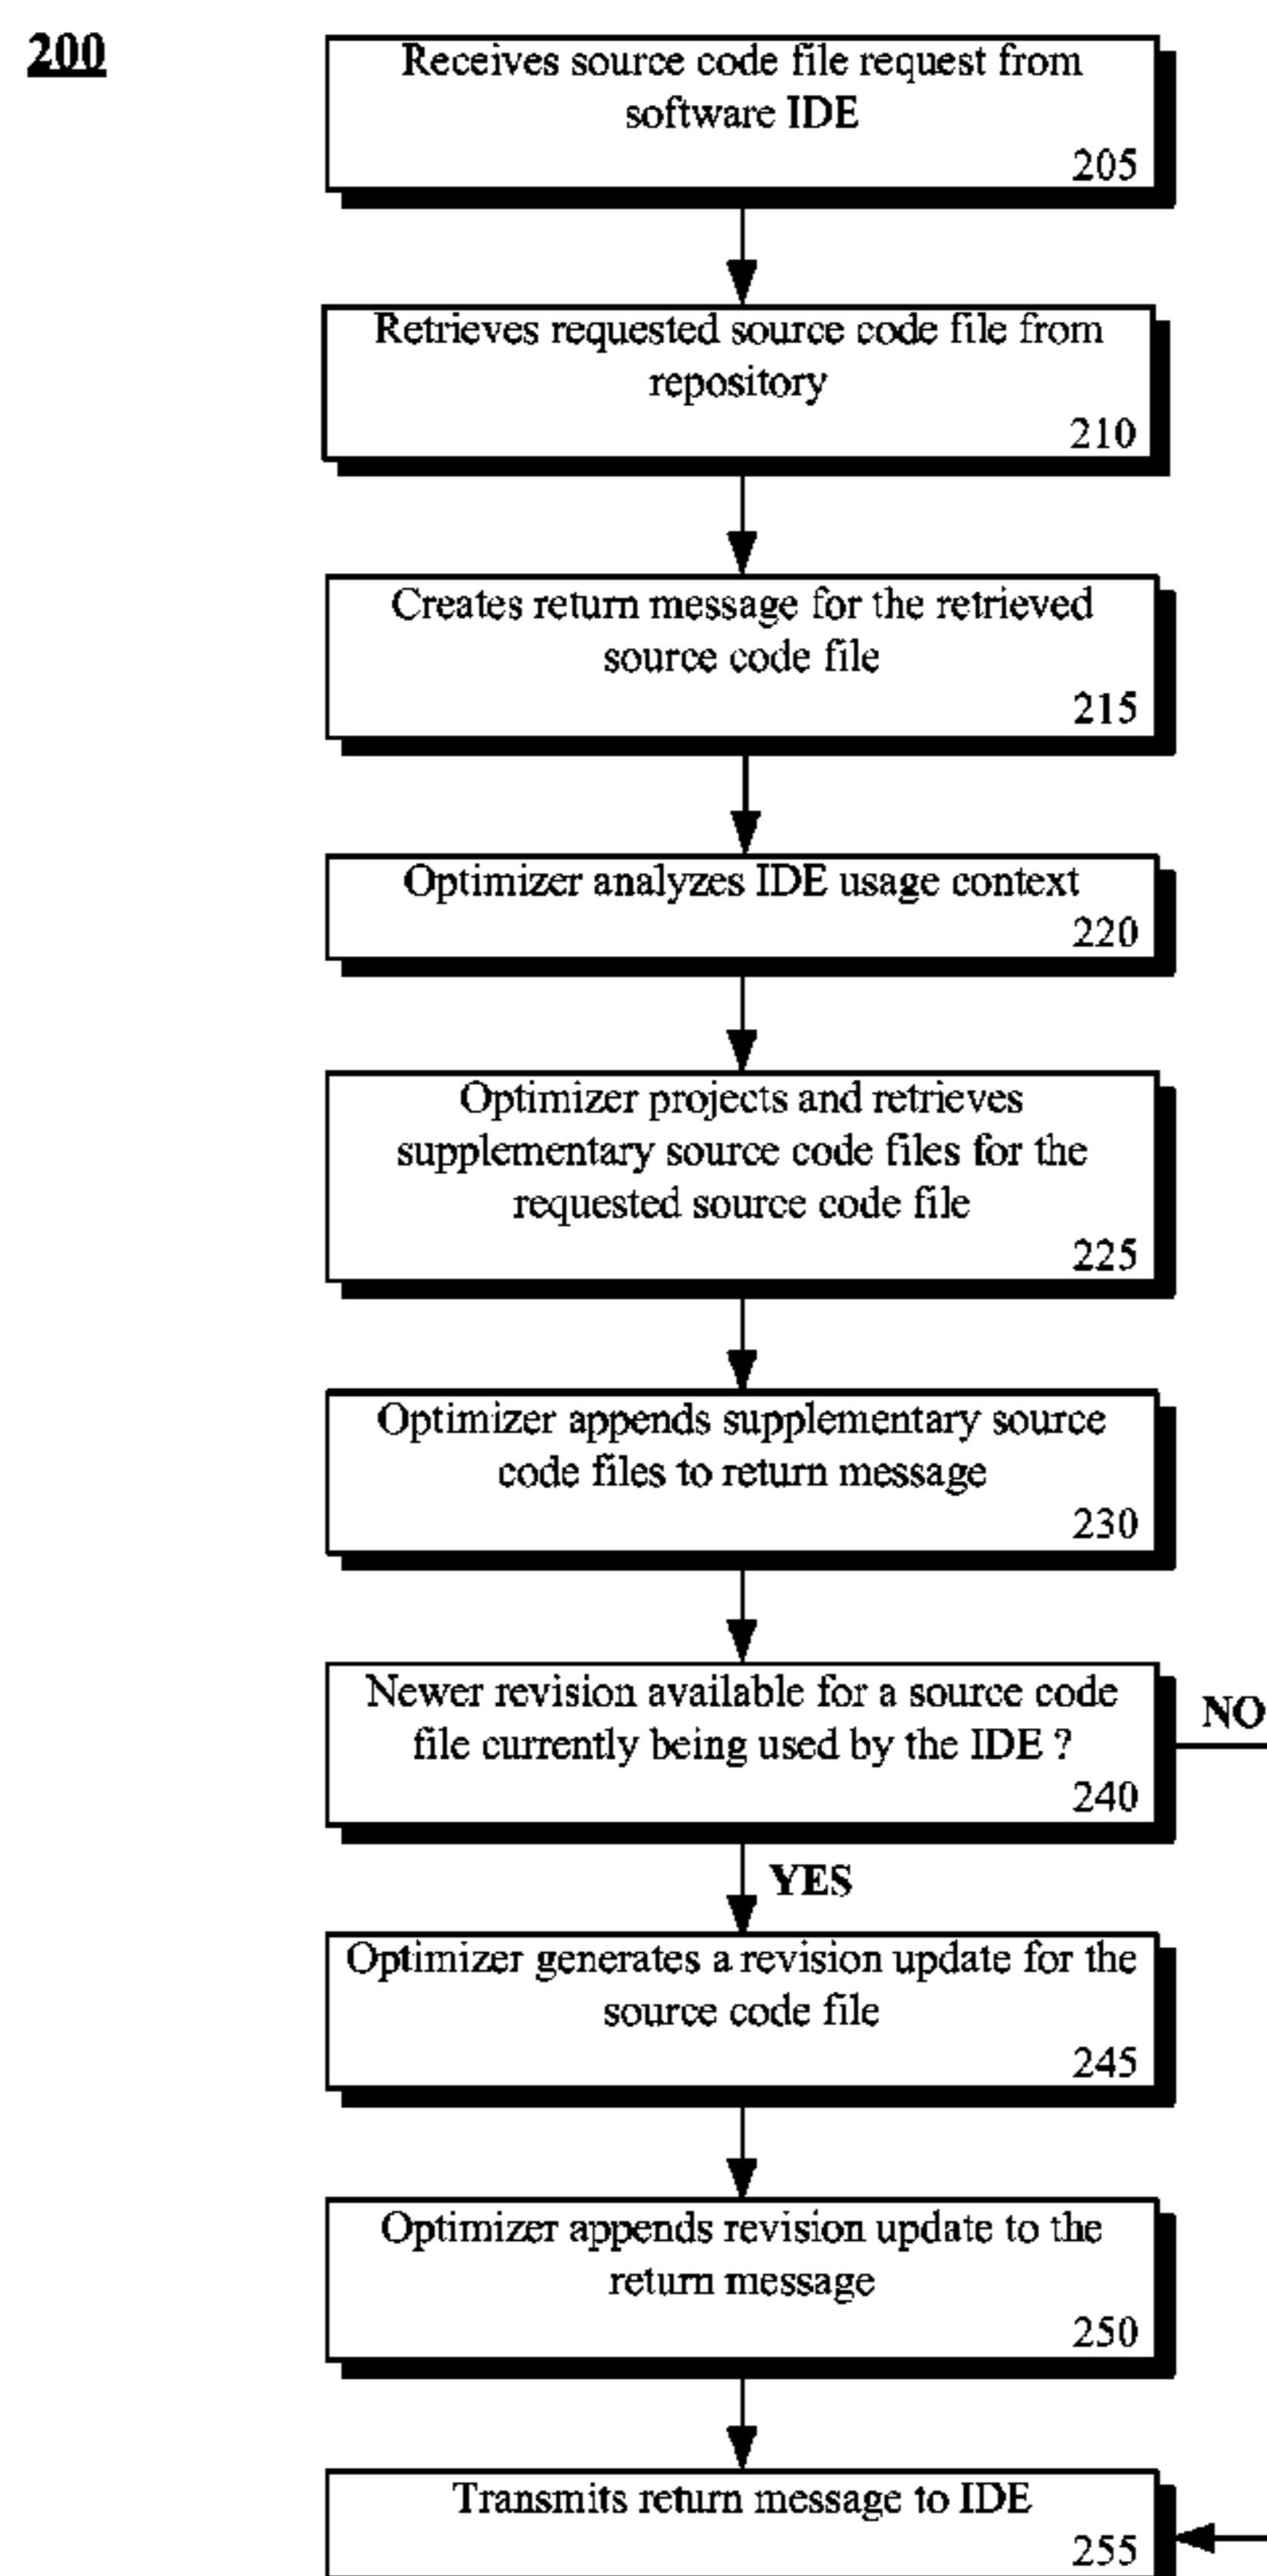 200
Receives source code file request from
software IDE
205
Retrieves requested source code file from
repository
210
Creates return message for the retrieved
source code file
215
Optimizer analyzes IDE usage context
220
Optimizer projects and retrieves
supplementary source code files for the
requested source code file
225
Optimizer appends supplementary source
code files to return message
230
Newer revision available for a source code
file currently being used by the IDE ?
240
NO
YES
Optimizer generates a revision update for the
source code file
245
Optimizer appends revision update to the
return message
250
Transmits return message to IDE
255